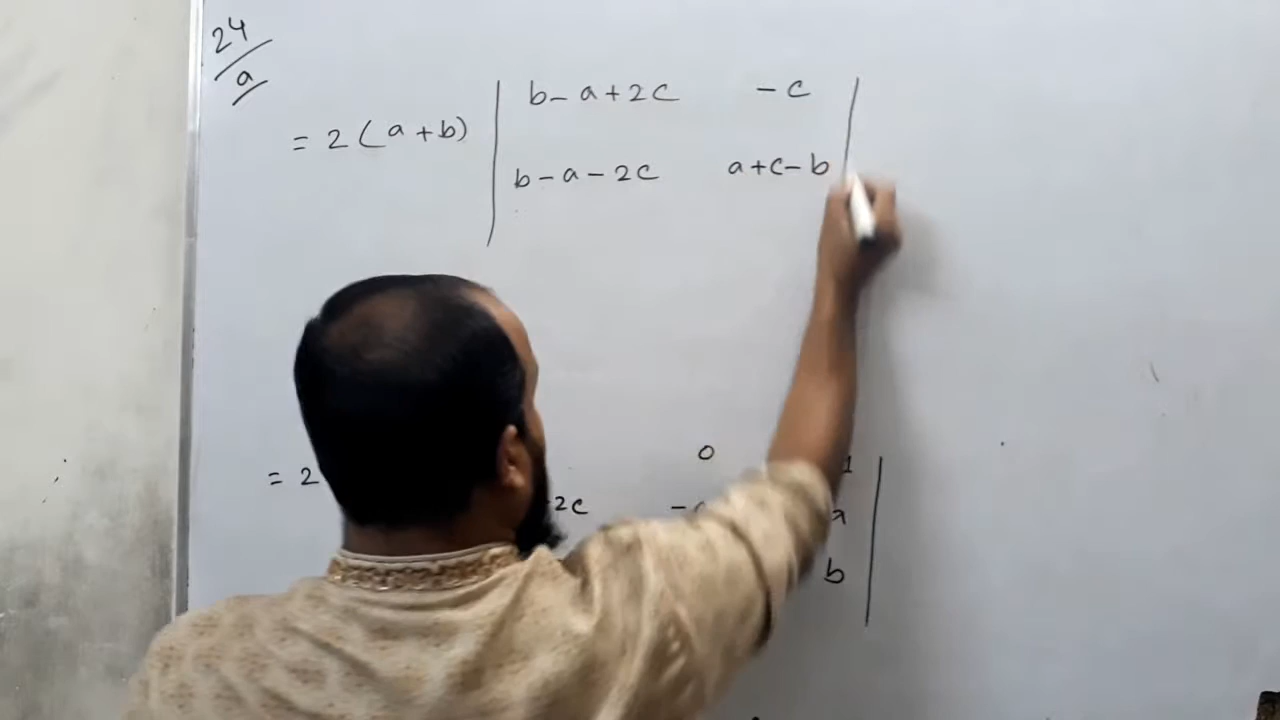 24/a
b-a+2c -c
= 2(a+b)
b-a-2c a+c-b
0 1
= 2 2c -c a
b